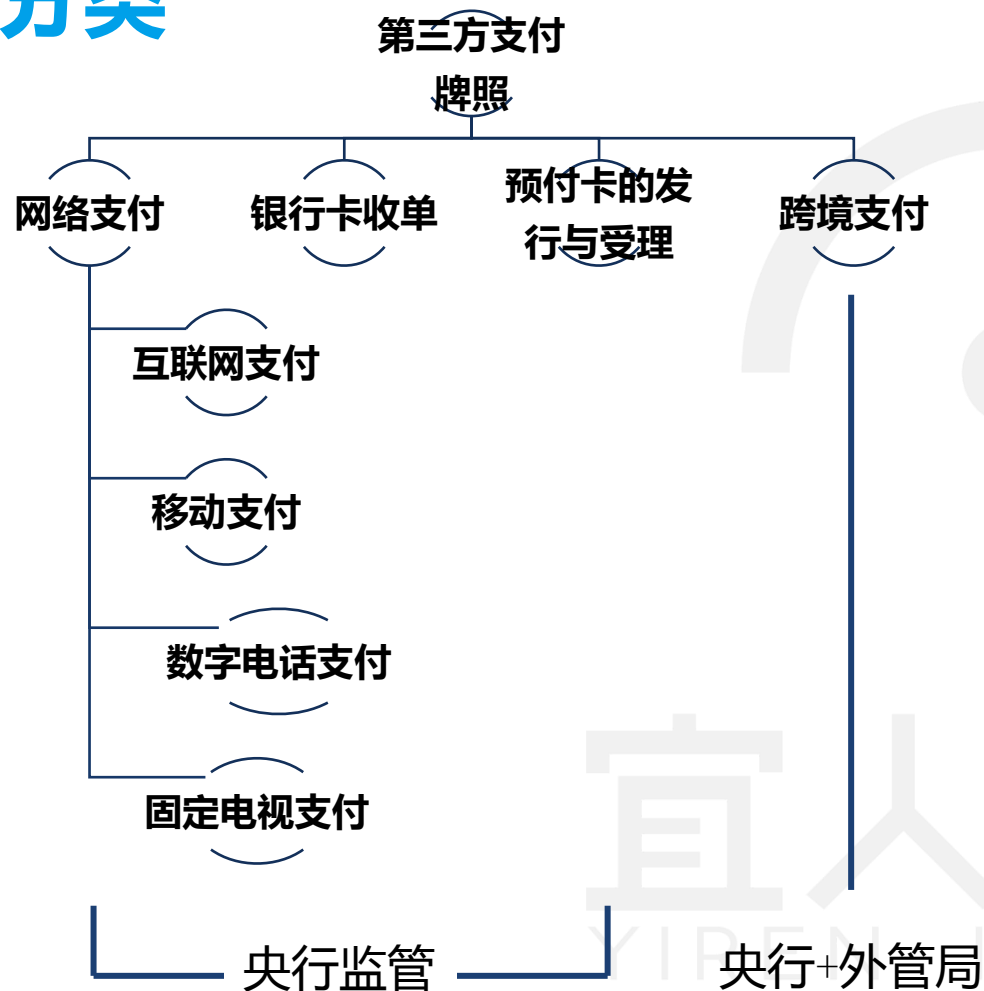 分类
第三方支付
牌照
网络支付
银行卡收单
预付卡的发
行与受理
跨境支付
互联网支付
移动支付
数字电话支付
固定电视支付
央行监管
央行+外管局
宜人
YIREN